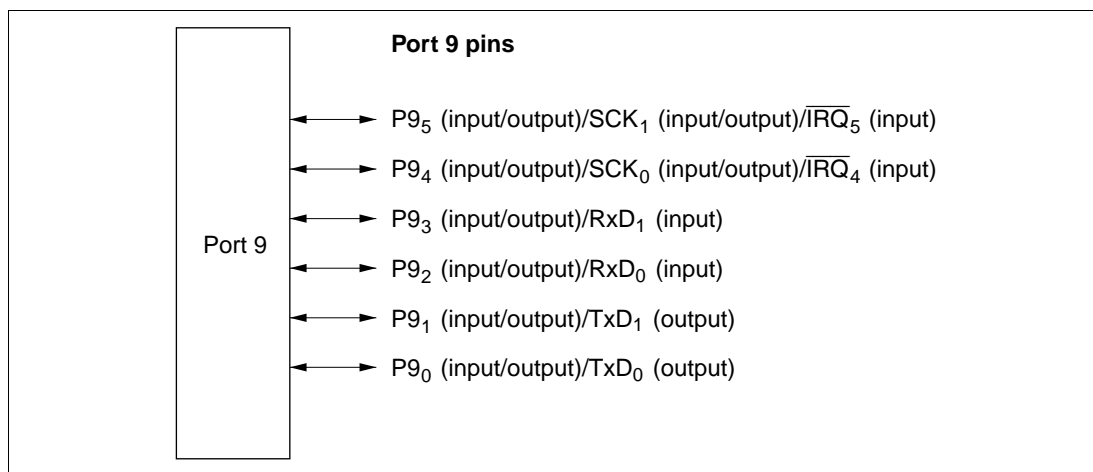 Port 9 pins
P9₅ (input/output)/SCK₁ (input/output)/I̅R̅Q̅₅ (input)
P9₄ (input/output)/SCK₀ (input/output)/I̅R̅Q̅₄ (input)
P9₃ (input/output)/RxD₁ (input)
Port 9
P9₂ (input/output)/RxD₀ (input)
P9₁ (input/output)/TxD₁ (output)
P9₀ (input/output)/TxD₀ (output)